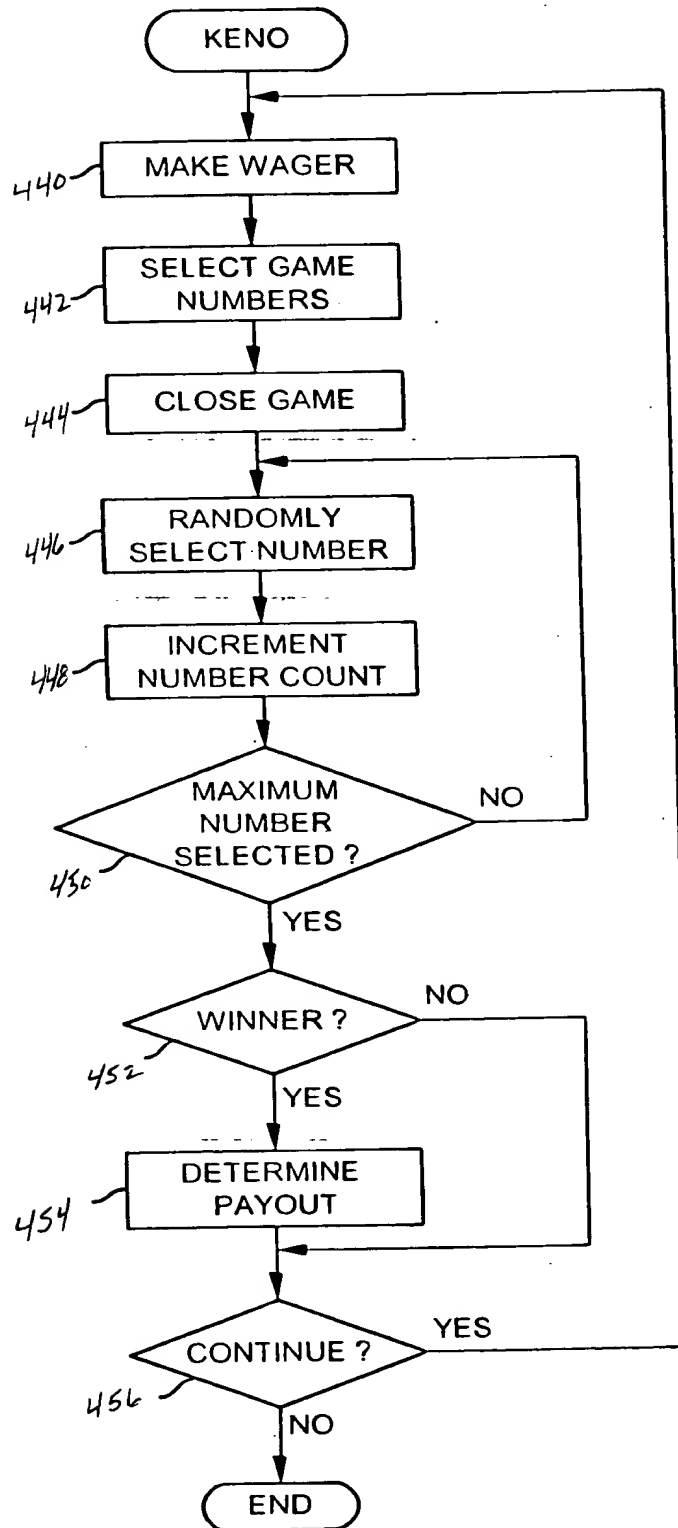 KENO
440
MAKE WAGER
442
SELECT GAME
NUMBERS
444
CLOSE GAME
446
RANDOMLY
SELECT NUMBER
448
INCREMENT
NUMBER COUNT
MAXIMUM
NUMBER
SELECTED ?
NO
450
YES
WINNER ?
NO
452
YES
454
DETERMINE
PAYOUT
CONTINUE ?
YES
456
NO
END